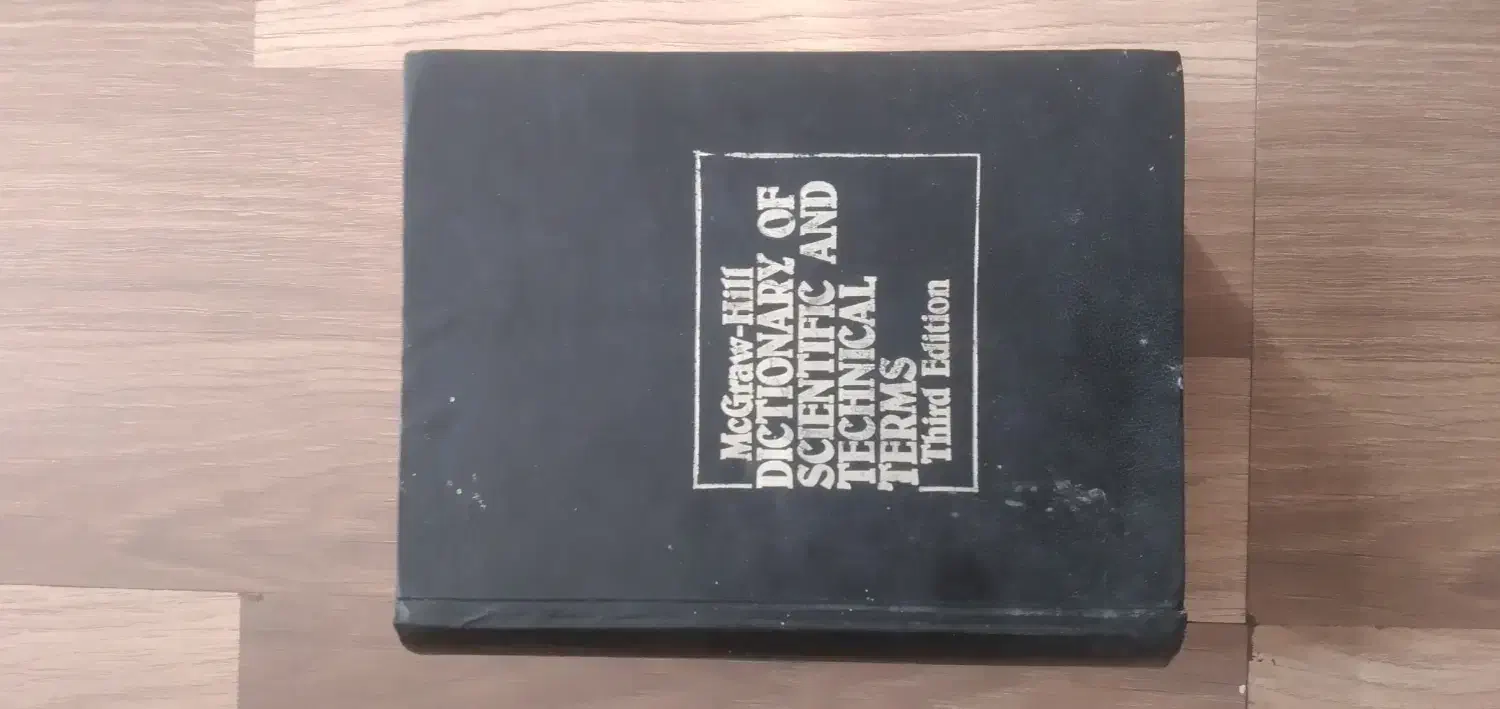 McGraw-Hill
DICTIONARY OF
SCIENTIFIC AND
TECHNICAL
TERMS
Third Edition